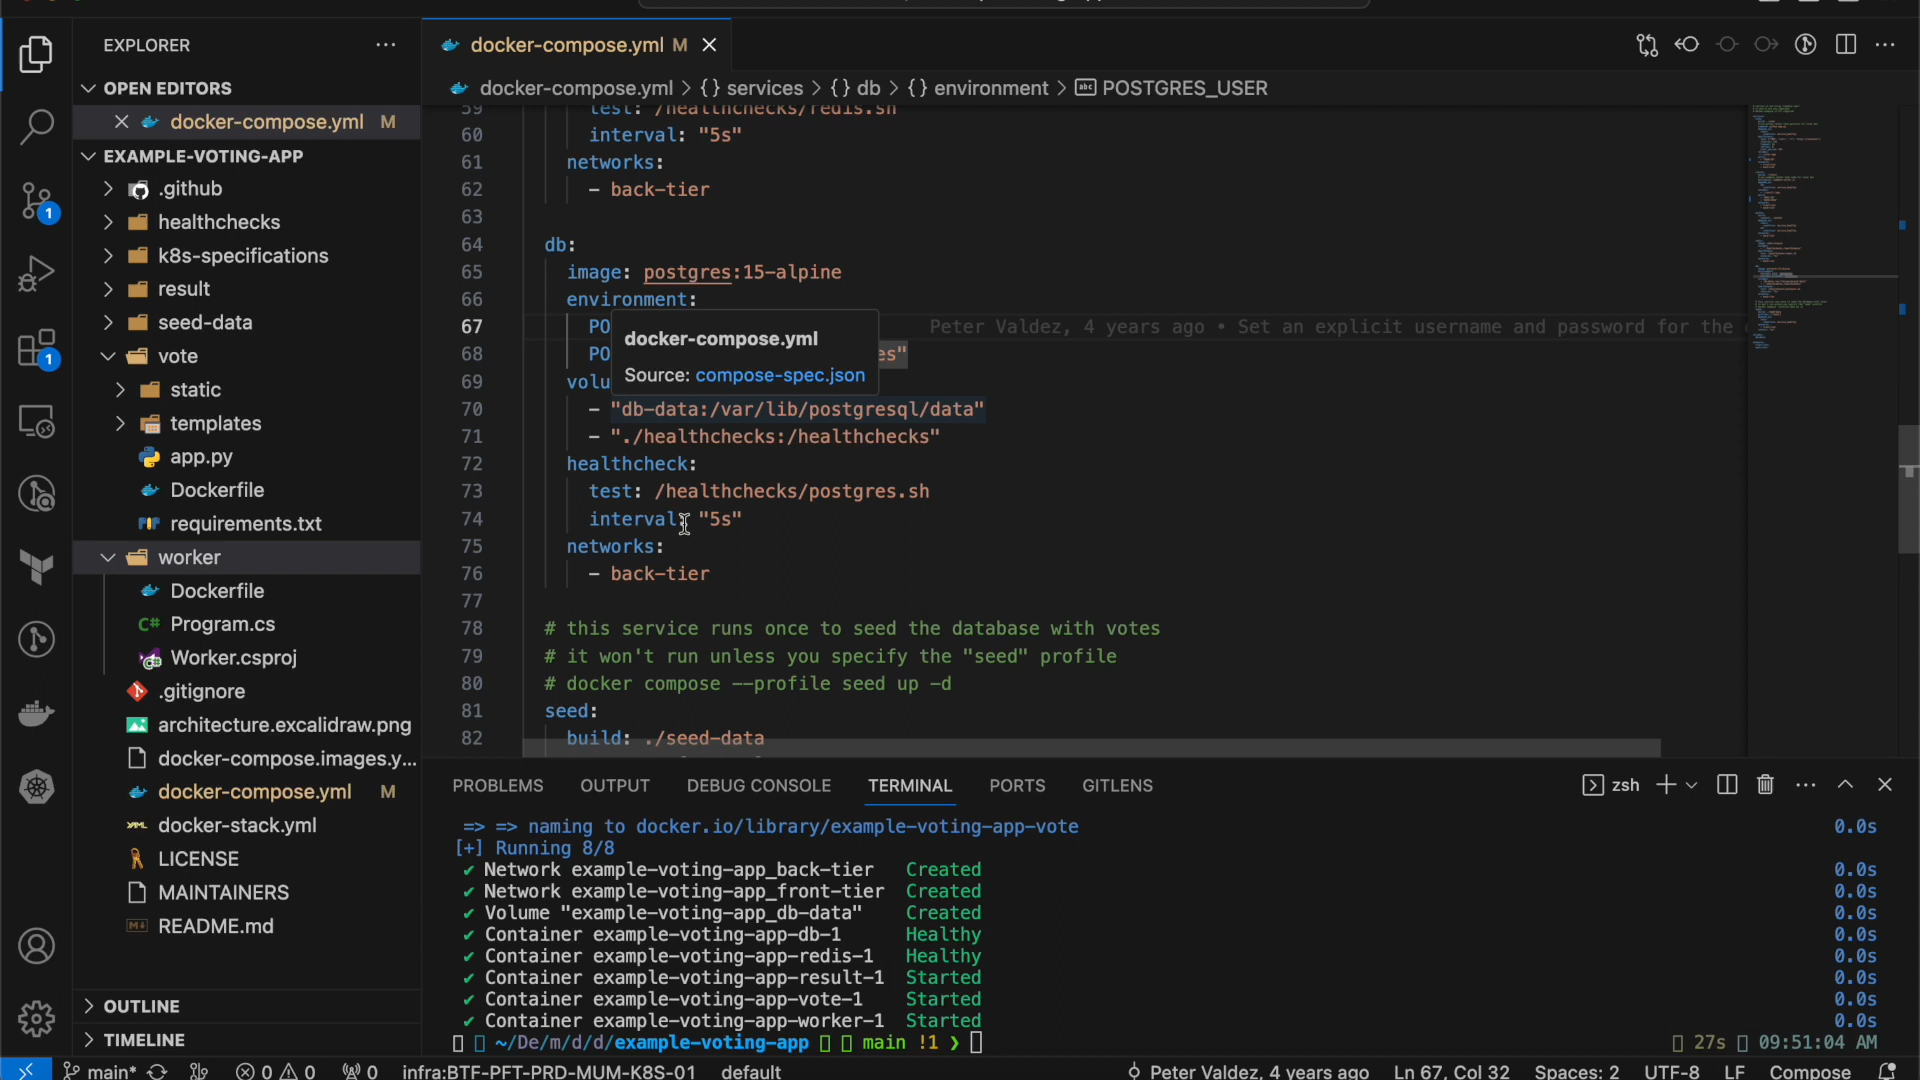 EXPLORER
OPEN EDITORS
docker-compose.yml M
EXAMPLE-VOTING-APP
.github
healthchecks
k8s-specifications
result
seed-data
vote
static
templates
app.py
Dockerfile
requirements.txt
worker
Dockerfile
Program.cs
Worker.csproj
.gitignore
architecture.excalidraw.png
docker-compose.images.y...
docker-compose.yml M
docker-stack.yml
LICENSE
MAINTAINERS
README.md
OUTLINE
TIMELINE
1
1
docker-compose.yml M
docker-compose.yml > {} services > {} db > {} environment > abc POSTGRES_USER
59 test: /healthchecks/redis.sh
60 interval: "5s"
61 networks:
62 - back-tier
63
64 db:
65 image: postgres:15-alpine
66 environment:
67 PO Peter Valdez, 4 years ago • Set an explicit username and password for the
68 PO es"
69 volu
70 - "db-data:/var/lib/postgresql/data"
71 - "./healthchecks:/healthchecks"
72 healthcheck:
73 test: /healthchecks/postgres.sh
74 interval: "5s"
75 networks:
76 - back-tier
77
78 # this service runs once to seed the database with votes
79 # it won't run unless you specify the "seed" profile
80 # docker compose --profile seed up -d
81 seed:
82 build: ./seed-data
docker-compose.yml
Source: compose-spec.json
PROBLEMS OUTPUT DEBUG CONSOLE TERMINAL PORTS GITLENS zsh
=> => naming to docker.io/library/example-voting-app-vote 0.0s
[+] Running 8/8
✔ Network example-voting-app_back-tier Created 0.0s
✔ Network example-voting-app_front-tier Created 0.0s
✔ Volume "example-voting-app_db-data" Created 0.0s
✔ Container example-voting-app-db-1 Healthy 0.0s
✔ Container example-voting-app-redis-1 Healthy 0.0s
✔ Container example-voting-app-result-1 Started 0.0s
✔ Container example-voting-app-vote-1 Started 0.0s
✔ Container example-voting-app-worker-1 Started 0.0s
~/De/m/d/d/example-voting-app main !1 ❯ 27s 09:51:04 AM
main* 0 0 0 infra:BTF-PFT-PRD-MUM-K8S-01 default Peter Valdez, 4 years ago Ln 67, Col 32 Spaces: 2 UTF-8 LF Compose